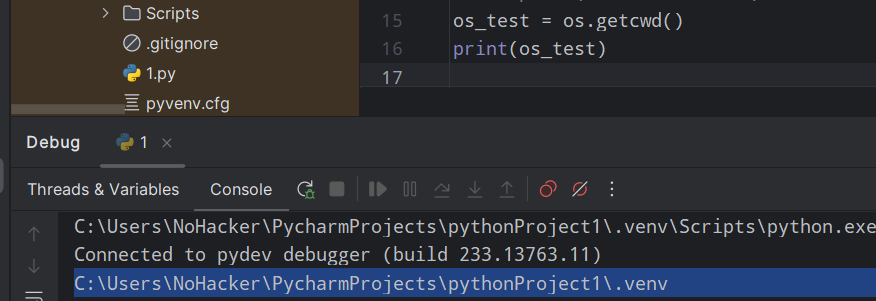 Scripts
.gitignore
1.py
pyvenv.cfg
15 os_test = os.getcwd()
16 print(os_test)
17
Debug 1
Threads & Variables Console
C:\Users\NoHacker\PycharmProjects\pythonProject1\.venv\Scripts\python.exe
Connected to pydev debugger (build 233.13763.11)
C:\Users\NoHacker\PycharmProjects\pythonProject1\.venv